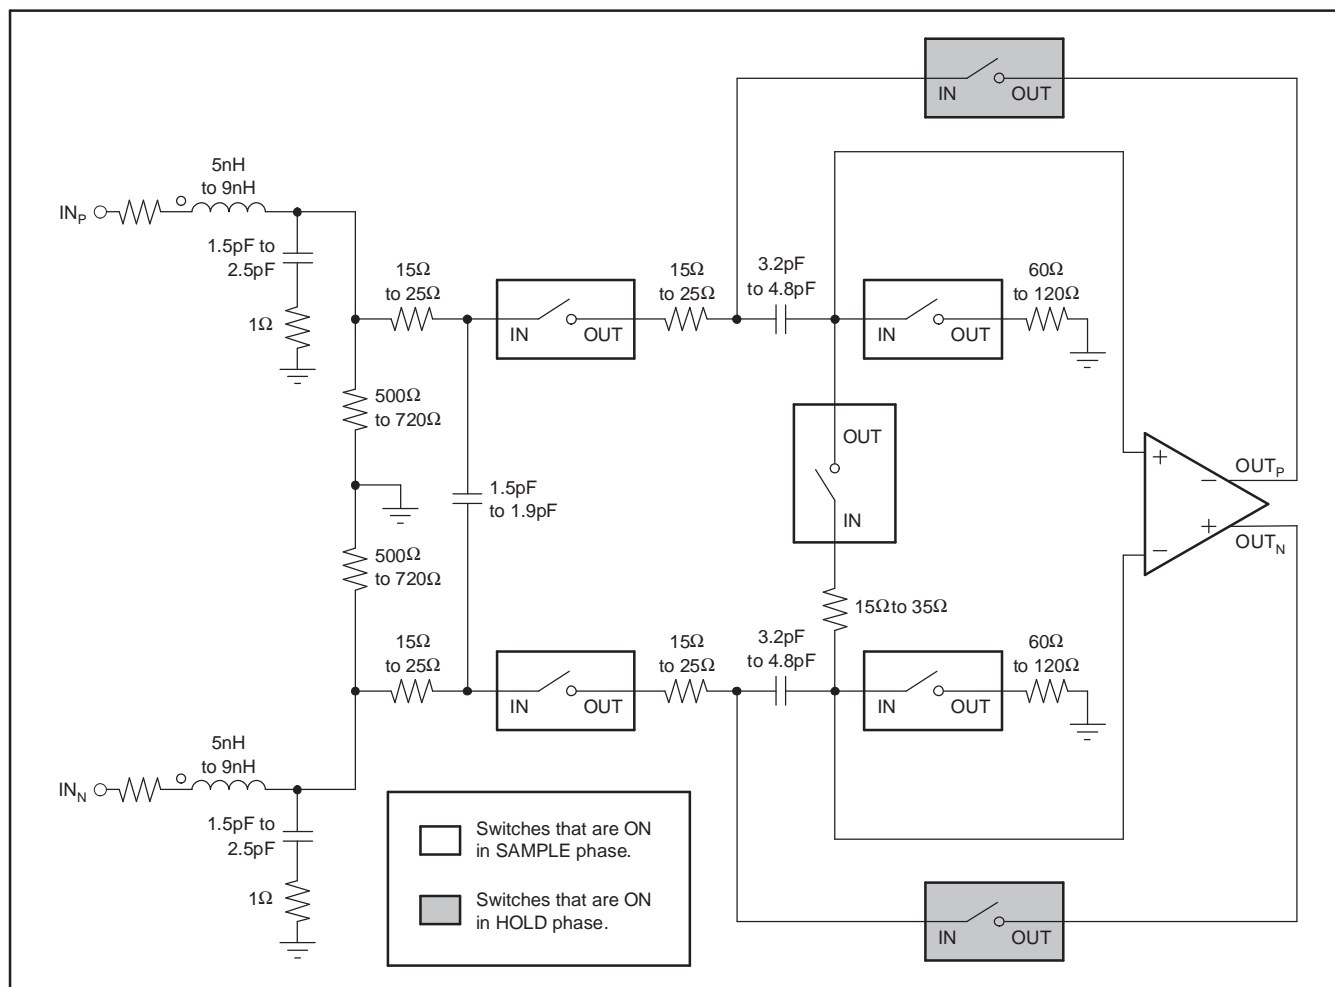 IN OUT
5nH
to 9nH
INP
1.5pF to
2.5pF
1Ω
15Ω
to 25Ω
IN OUT
15Ω
to 25Ω
3.2pF
to 4.8pF
IN OUT
60Ω
to 120Ω
500Ω
to 720Ω
OUT
IN
1.5pF
to 1.9pF
+
−
−
+
OUTP
OUTN
500Ω
to 720Ω
15Ω to 35Ω
15Ω
to 25Ω
IN OUT
15Ω
to 25Ω
3.2pF
to 4.8pF
IN OUT
60Ω
to 120Ω
5nH
to 9nH
INN
1.5pF to
2.5pF
1Ω
Switches that are ON
in SAMPLE phase.
Switches that are ON
in HOLD phase.
IN OUT